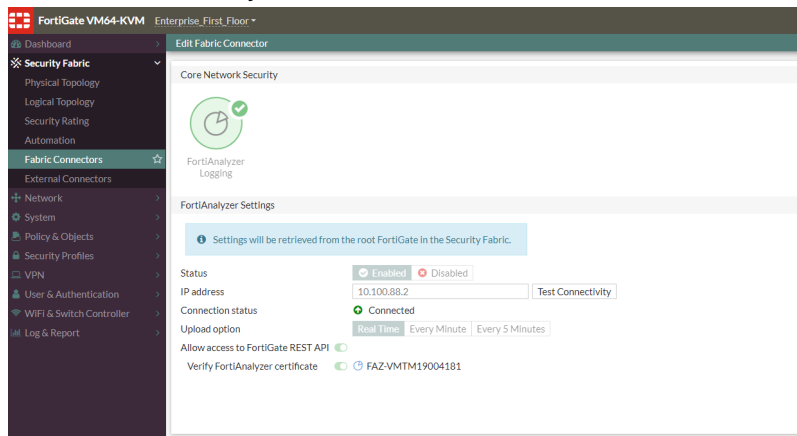 FortiGate VM64-KVM Enterprise_First_Floor
Dashboard
Edit Fabric Connector
Security Fabric
Physical Topology
Logical Topology
Security Rating
Automation
Fabric Connectors
External Connectors
Network
System
Policy & Objects
Security Profiles
VPN
User & Authentication
WiFi & Switch Controller
Log & Report
Core Network Security
FortiAnalyzer
Logging
FortiAnalyzer Settings
Settings will be retrieved from the root FortiGate in the Security Fabric.
Status Enabled Disabled
IP address 10.100.88.2 Test Connectivity
Connection status Connected
Upload option Real Time Every Minute Every 5 Minutes
Allow access to FortiGate REST API
Verify FortiAnalyzer certificate FAZ-VMTM19004181